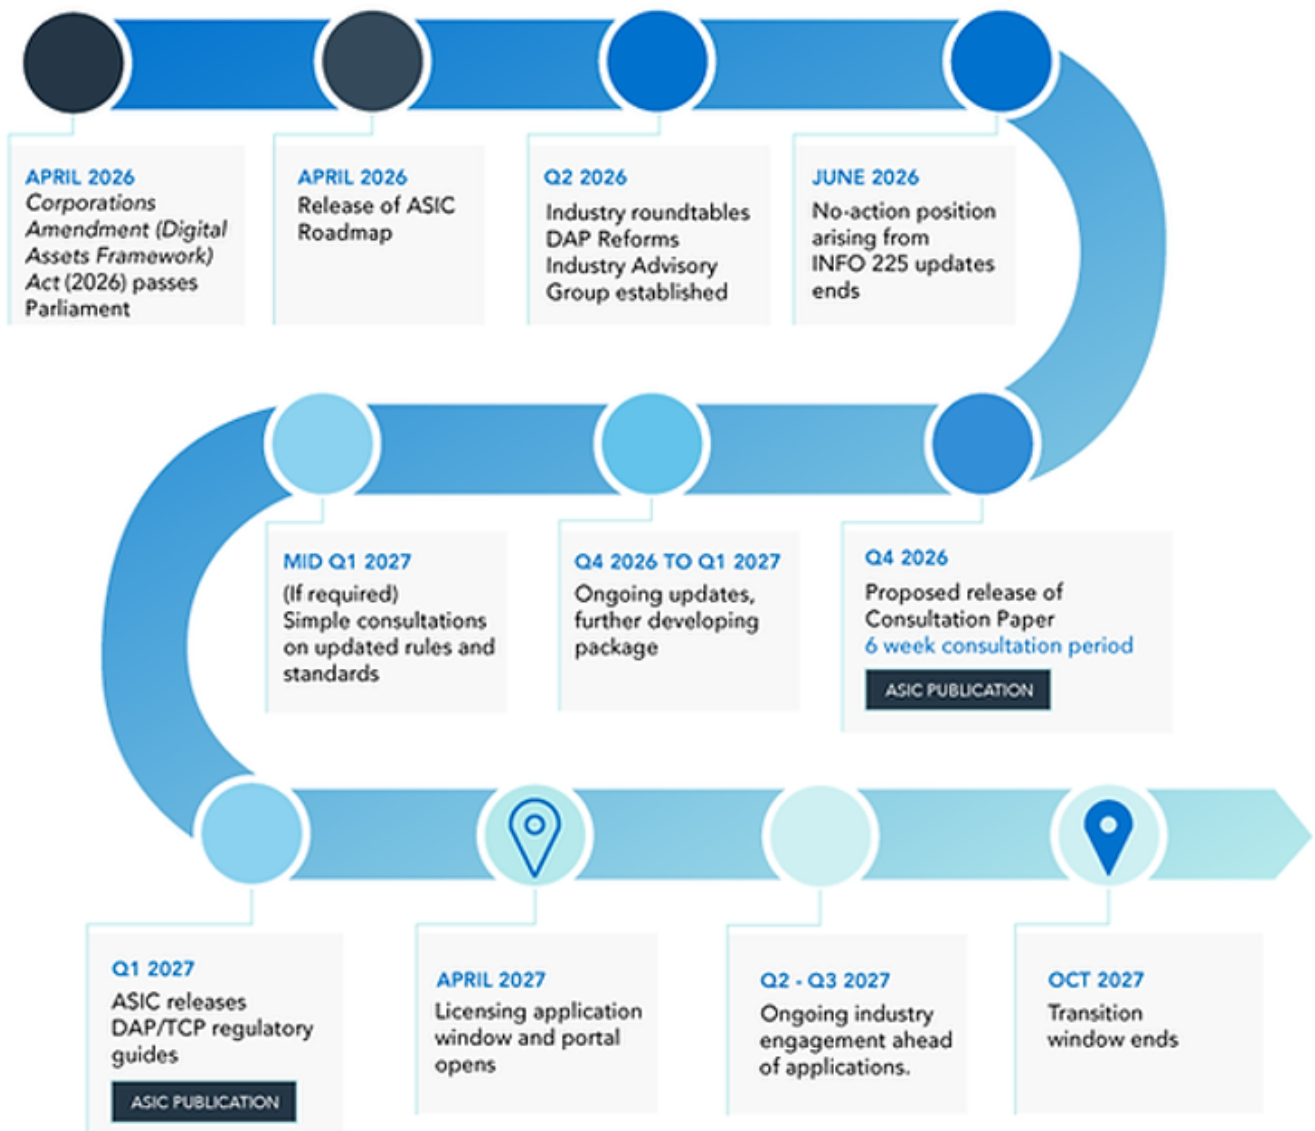 APRIL 2026
Corporations
Amendment (Digital
Assets Framework)
Act (2026) passes
Parliament
APRIL 2026
Release of ASIC
Roadmap
Q2 2026
Industry roundtables
DAP Reforms
Industry Advisory
Group established
JUNE 2026
No-action position
arising from
INFO 225 updates
ends
Q4 2026
Proposed release of
Consultation Paper
6 week consultation period
ASIC PUBLICATION
Q4 2026 TO Q1 2027
Ongoing updates,
further developing
package
MID Q1 2027
(If required)
Simple consultations
on updated rules and
standards
Q1 2027
ASIC releases
DAP/TCP regulatory
guides
ASIC PUBLICATION
APRIL 2027
Licensing application
window and portal
opens
Q2 - Q3 2027
Ongoing industry
engagement ahead
of applications.
OCT 2027
Transition
window ends